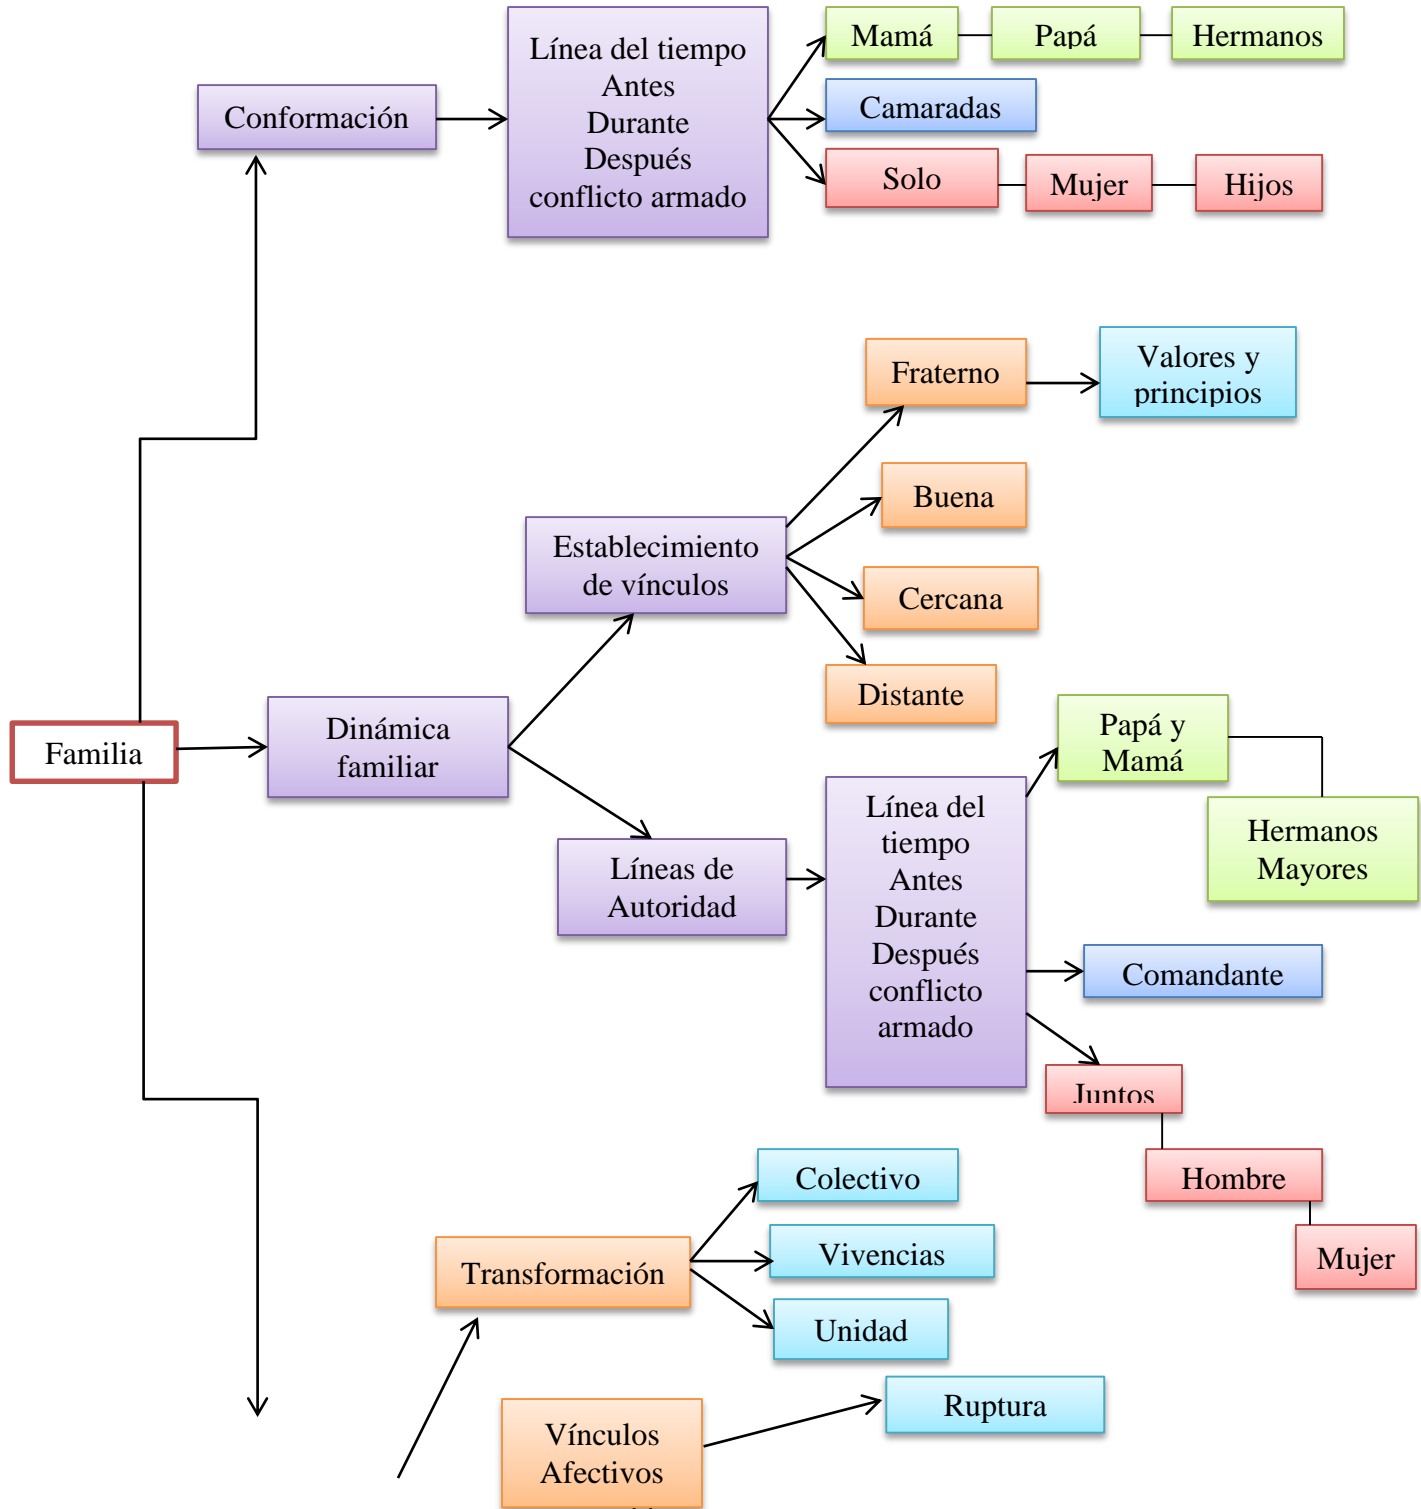 Línea del tiempo
Antes
Durante
Después
conflicto armado
Mamá
Papá
Hermanos
Conformación
Camaradas
Solo
Mujer
Hijos
Fraterno
Valores y
principios
Buena
Establecimiento
de vínculos
Cercana
Distante
Familia
Dinámica
familiar
Papá y
Mamá
Línea del
tiempo
Antes
Durante
Después
conflicto
armado
Hermanos
Mayores
Líneas de
Autoridad
Comandante
Juntos
Hombre
Mujer
Colectivo
Transformación
Vivencias
Unidad
Ruptura
Vínculos
Afectivos